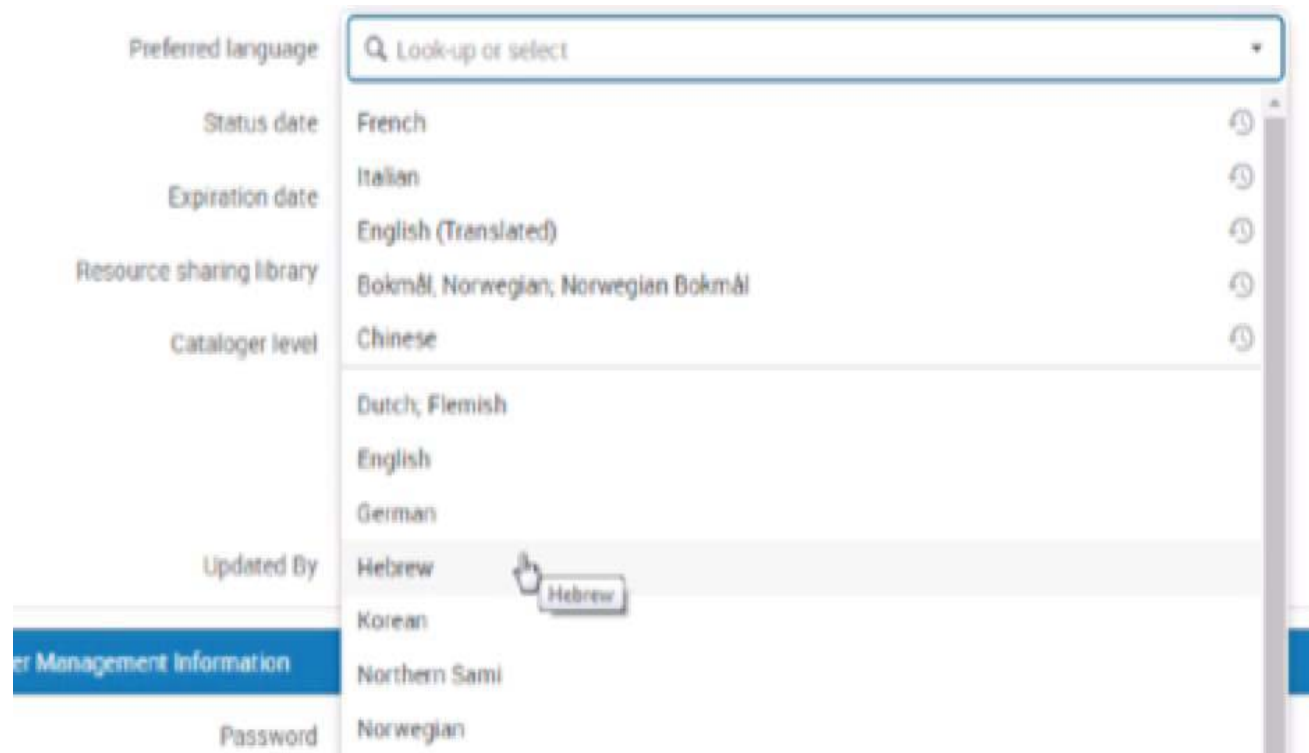 Preferred language
Look-up or select
Status date
French
Italian
Expiration date
English (Translated)
Resource sharing library
Bokmål, Norwegian; Norwegian Bokmål
Cataloger level
Chinese
Dutch; Flemish
English
German
Updated By
Hebrew
Hebrew
Korean
er Management Information
Northern Sami
Password
Norwegian